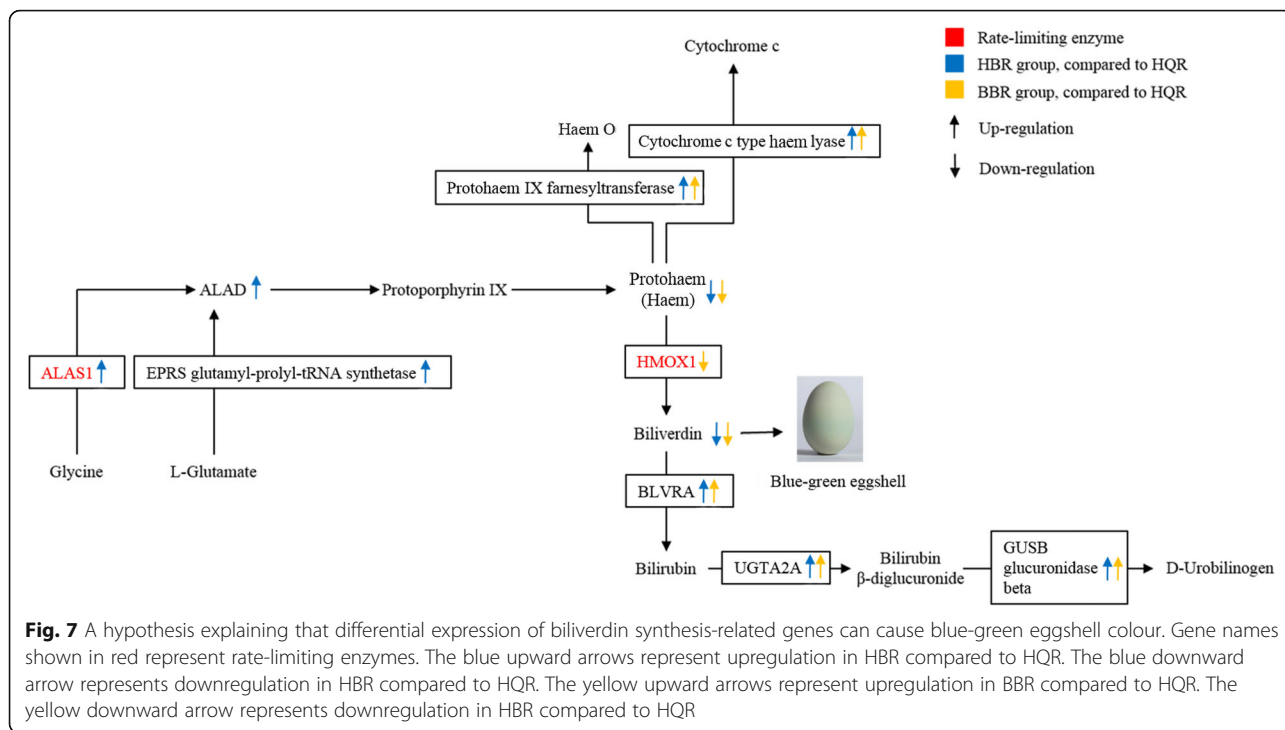 Cytochrome c
Rate-limiting enzyme
HBR group, compared to HQR
BBR group, compared to HQR
Up-regulation
Down-regulation
Haem O
Cytochrome c type haem lyase
Protohaem IX farnesyltransferase
ALAD
Protoporphyrin IX
Protohaem
(Haem)
ALAS1
EPRS glutamyl-prolyl-tRNA synthetase
HMOX1
Glycine
L-Glutamate
Biliverdin
Blue-green eggshell
BLVRA
Bilirubin
UGTA2A
Bilirubin
β-diglucuronide
GUSB
glucuronidase
beta
D-Urobilinogen
Fig. 7 A hypothesis explaining that differential expression of biliverdin synthesis-related genes can cause blue-green eggshell colour. Gene names
shown in red represent rate-limiting enzymes. The blue upward arrows represent upregulation in HBR compared to HQR. The blue downward
arrow represents downregulation in HBR compared to HQR. The yellow upward arrows represent upregulation in BBR compared to HQR. The
yellow downward arrow represents downregulation in HBR compared to HQR